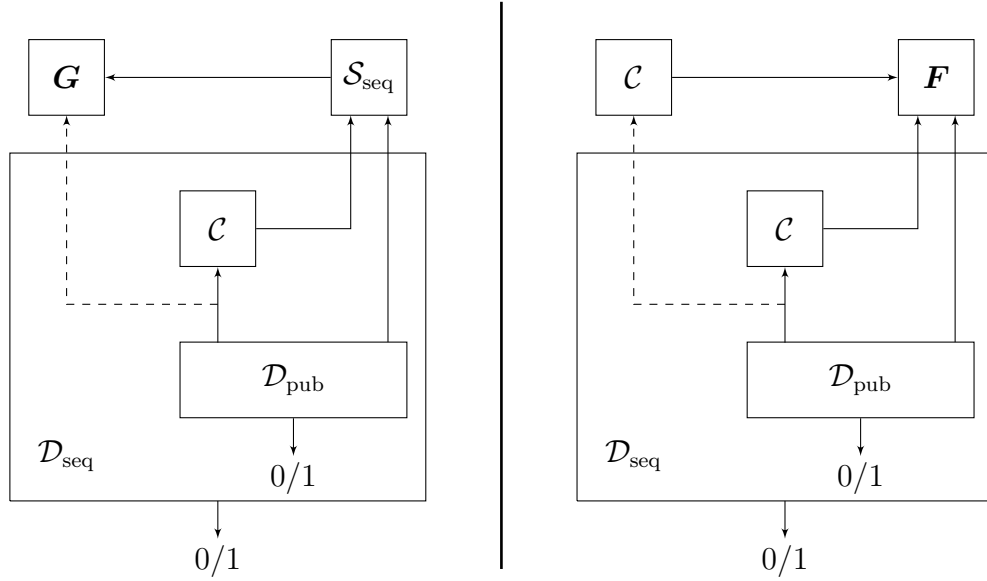 G S_seq C F
C C
D_pub D_pub
D_seq D_seq
0/1 0/1
0/1 0/1